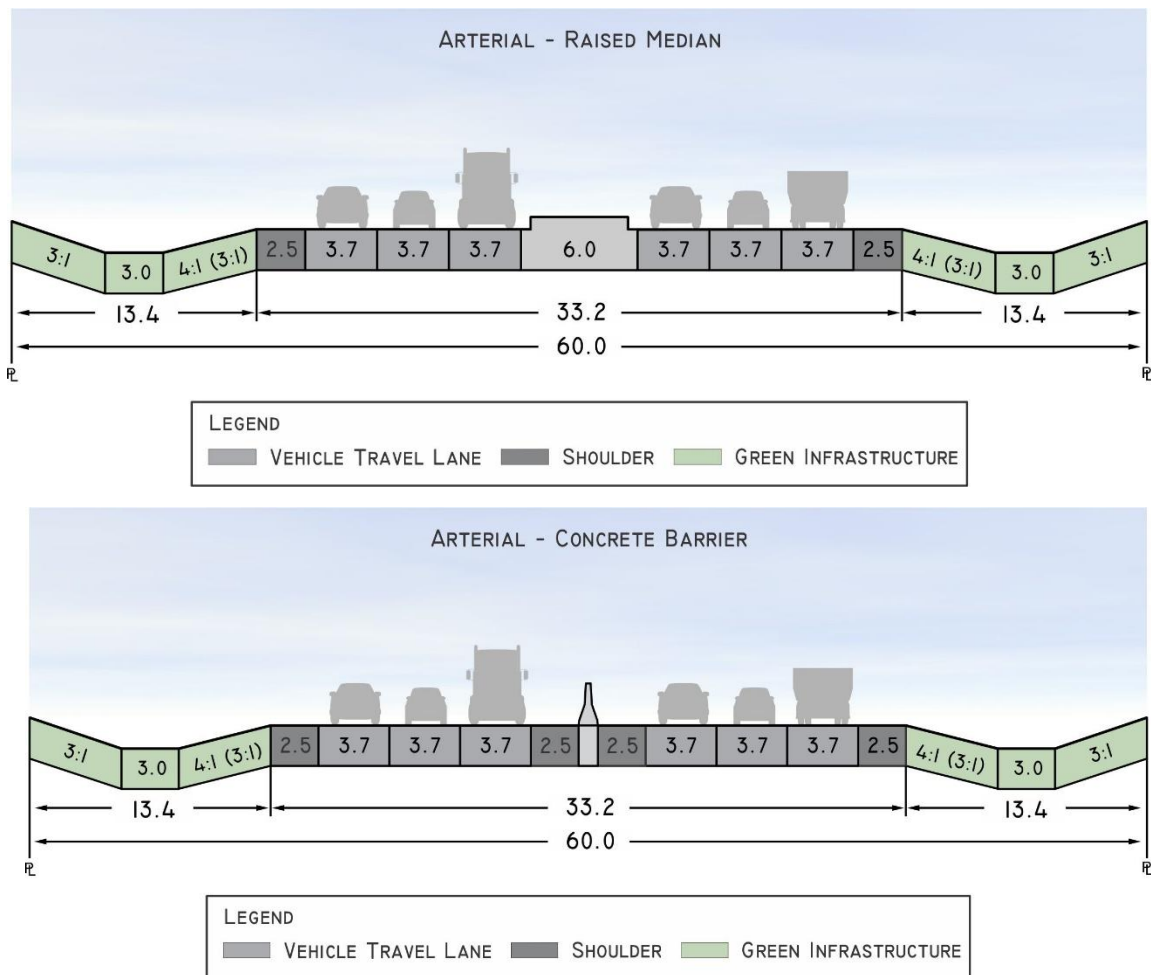 ARTERIAL - RAISED MEDIAN
3:1 3.0 4:1 (3:1) 2.5 3.7 3.7 3.7 6.0 3.7 3.7 3.7 2.5 4:1 (3:1) 3.0 3:1
13.4 33.2 13.4
60.0
PL PL
LEGEND
VEHICLE TRAVEL LANE SHOULDER GREEN INFRASTRUCTURE
ARTERIAL - CONCRETE BARRIER
3:1 3.0 4:1 (3:1) 2.5 3.7 3.7 3.7 2.5 2.5 3.7 3.7 3.7 2.5 4:1 (3:1) 3.0 3:1
13.4 33.2 13.4
60.0
PL PL
LEGEND
VEHICLE TRAVEL LANE SHOULDER GREEN INFRASTRUCTURE